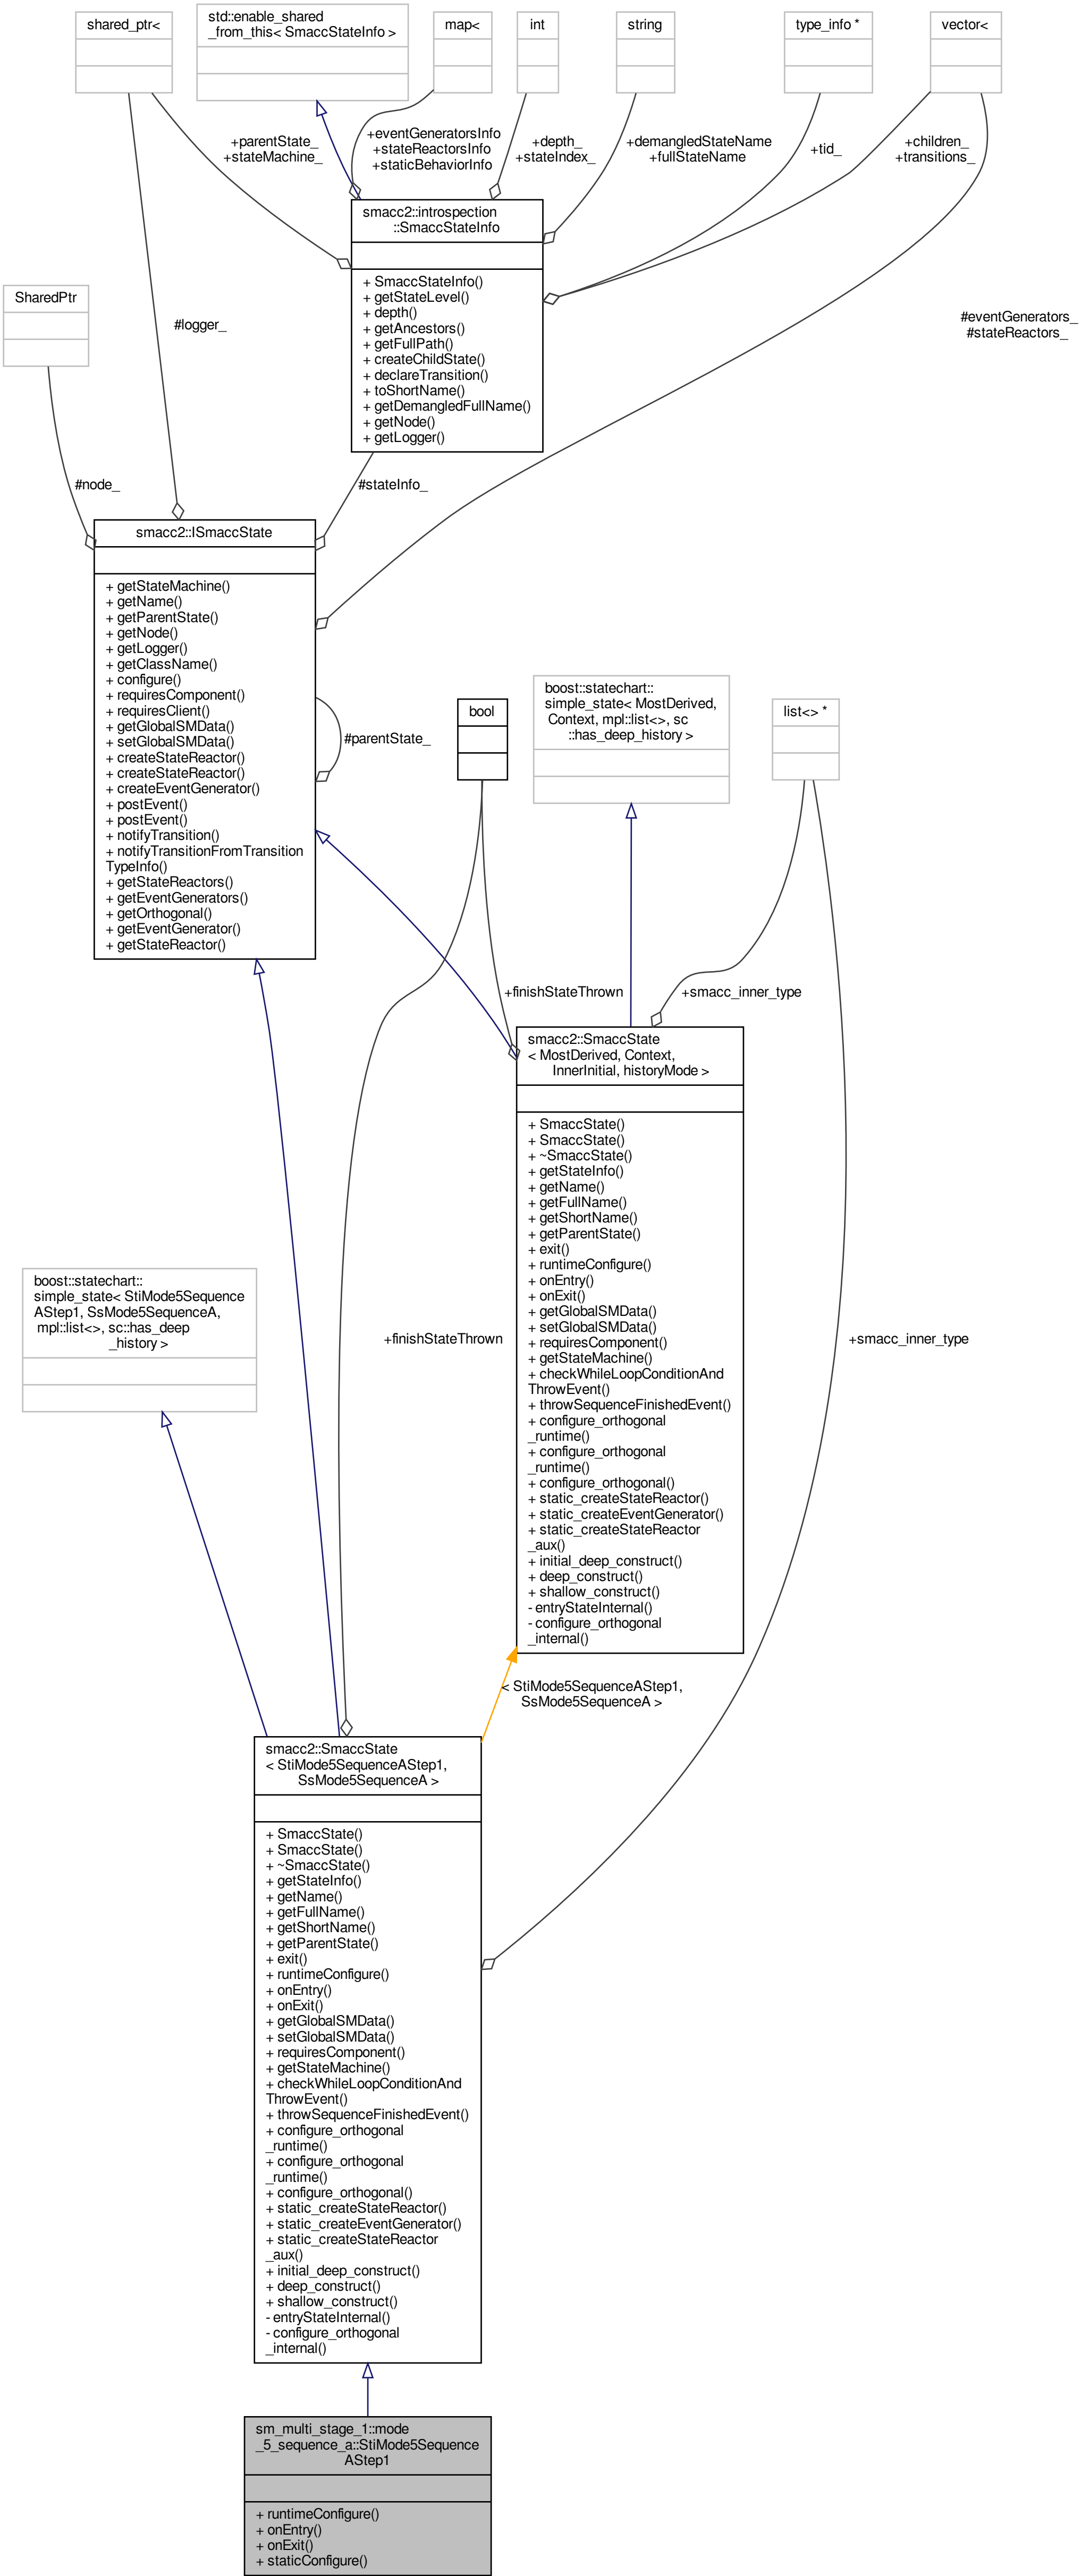 shared_ptr<
std::enable_shared
_from_this< SmaccStateInfo >
map<
int
string
type_info *
vector<
+parentState_
+stateMachine_
+eventGeneratorsInfo
+stateReactorsInfo
+staticBehaviorInfo
+depth_
+stateIndex_
+demangledStateName
+fullStateName
+tid_
+children_
+transitions_
smacc2::introspection
::SmaccStateInfo
+ SmaccStateInfo()
+ getStateLevel()
+ depth()
+ getAncestors()
+ getFullPath()
+ createChildState()
+ declareTransition()
+ toShortName()
+ getDemangledFullName()
+ getNode()
+ getLogger()
SharedPtr
#logger_
#eventGenerators_
#stateReactors_
#node_
#stateInfo_
smacc2::ISmaccState
+ getStateMachine()
+ getName()
+ getParentState()
+ getNode()
+ getLogger()
+ getClassName()
+ configure()
+ requiresComponent()
+ requiresClient()
+ getGlobalSMData()
+ setGlobalSMData()
+ createStateReactor()
+ createStateReactor()
+ createEventGenerator()
+ postEvent()
+ postEvent()
+ notifyTransition()
+ notifyTransitionFromTransition
TypeInfo()
+ getStateReactors()
+ getEventGenerators()
+ getOrthogonal()
+ getEventGenerator()
+ getStateReactor()
#parentState_
bool
boost::statechart::
simple_state< MostDerived,
Context, mpl::list<>, sc
::has_deep_history >
list<> *
+finishStateThrown
+smacc_inner_type
smacc2::SmaccState
< MostDerived, Context,
InnerInitial, historyMode >
+ SmaccState()
+ SmaccState()
+ ~SmaccState()
+ getStateInfo()
+ getName()
+ getFullName()
+ getShortName()
+ getParentState()
+ exit()
+ runtimeConfigure()
+ onEntry()
+ onExit()
+ getGlobalSMData()
+ setGlobalSMData()
+ requiresComponent()
+ getStateMachine()
+ checkWhileLoopConditionAnd
ThrowEvent()
+ throwSequenceFinishedEvent()
+ configure_orthogonal
_runtime()
+ configure_orthogonal
_runtime()
+ configure_orthogonal()
+ static_createStateReactor()
+ static_createEventGenerator()
+ static_createStateReactor
_aux()
+ initial_deep_construct()
+ deep_construct()
+ shallow_construct()
- entryStateInternal()
- configure_orthogonal
_internal()
boost::statechart::
simple_state< StiMode5Sequence
AStep1, SsMode5SequenceA,
mpl::list<>, sc::has_deep
_history >
+finishStateThrown
+smacc_inner_type
< StiMode5SequenceAStep1,
SsMode5SequenceA >
smacc2::SmaccState
< StiMode5SequenceAStep1,
SsMode5SequenceA >
+ SmaccState()
+ SmaccState()
+ ~SmaccState()
+ getStateInfo()
+ getName()
+ getFullName()
+ getShortName()
+ getParentState()
+ exit()
+ runtimeConfigure()
+ onEntry()
+ onExit()
+ getGlobalSMData()
+ setGlobalSMData()
+ requiresComponent()
+ getStateMachine()
+ checkWhileLoopConditionAnd
ThrowEvent()
+ throwSequenceFinishedEvent()
+ configure_orthogonal
_runtime()
+ configure_orthogonal
_runtime()
+ configure_orthogonal()
+ static_createStateReactor()
+ static_createEventGenerator()
+ static_createStateReactor
_aux()
+ initial_deep_construct()
+ deep_construct()
+ shallow_construct()
- entryStateInternal()
- configure_orthogonal
_internal()
sm_multi_stage_1::mode
_5_sequence_a::StiMode5Sequence
AStep1
+ runtimeConfigure()
+ onEntry()
+ onExit()
+ staticConfigure()